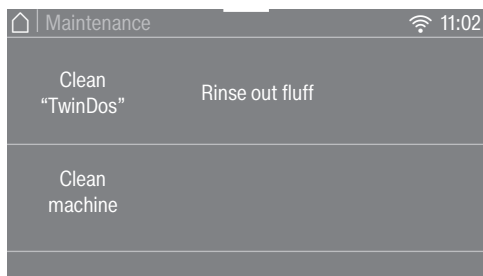 Maintenance
11:02
Clean
“TwinDos”
Rinse out fluff
Clean
machine